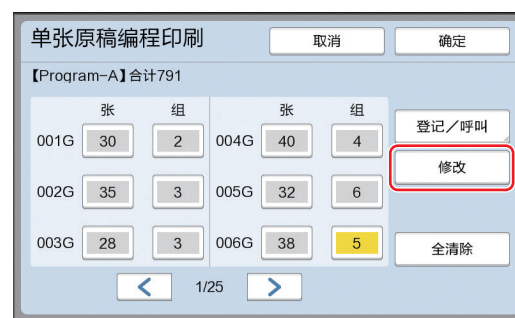 单张原稿编程印刷 取消 确定
【Program-A】合计791
张 组 张 组
登记／呼叫
001G 30 2 004G 40 4
修改
002G 35 3 005G 32 6
003G 28 3 006G 38 5
全清除
< 1/25 >